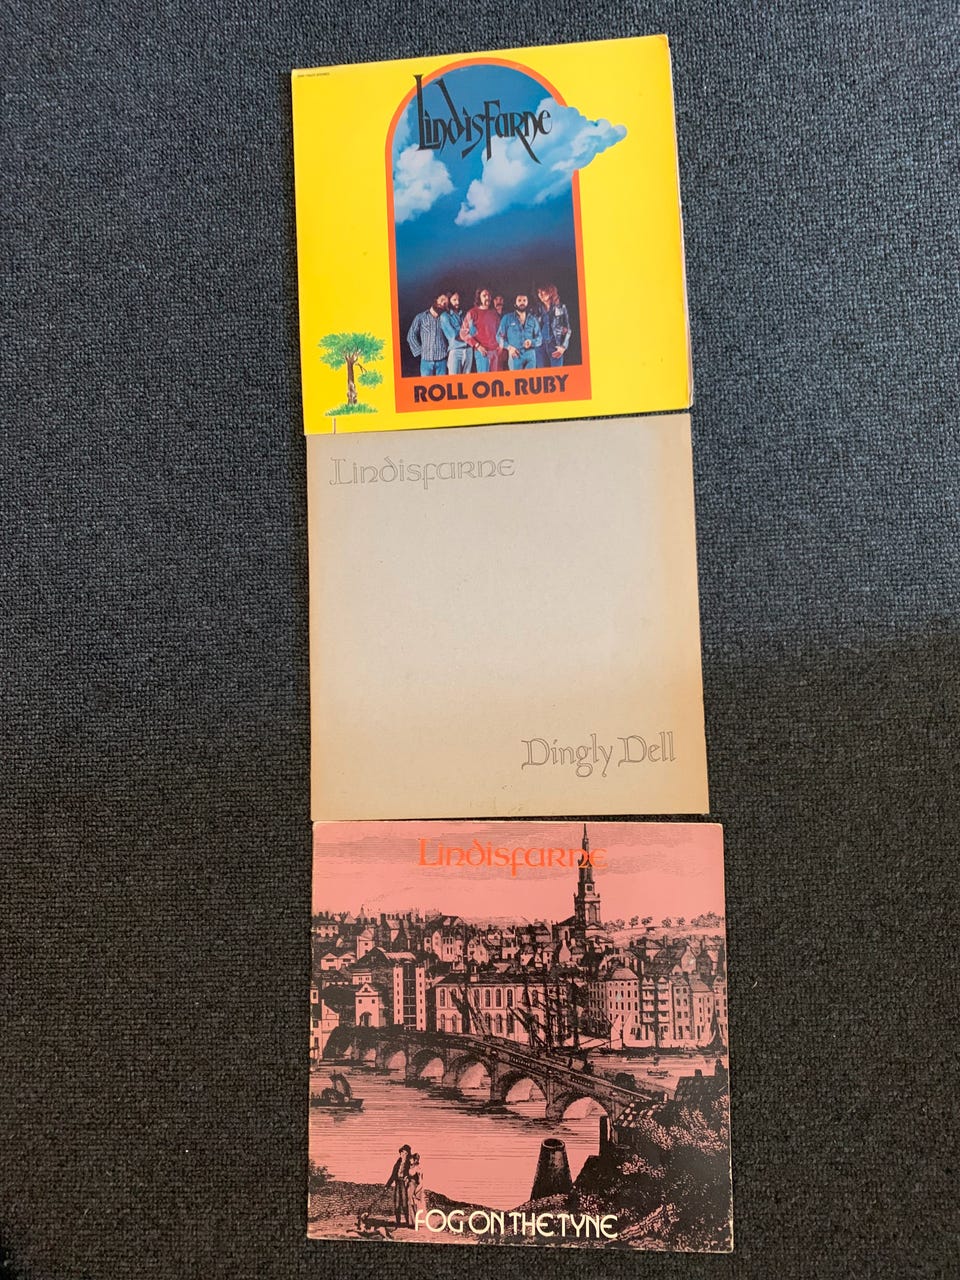 Lindisfarne
ROLL ON. RUBY
Lindisfarne
Dingly Dell
Lindisfarne
FOG ON THE TYNE